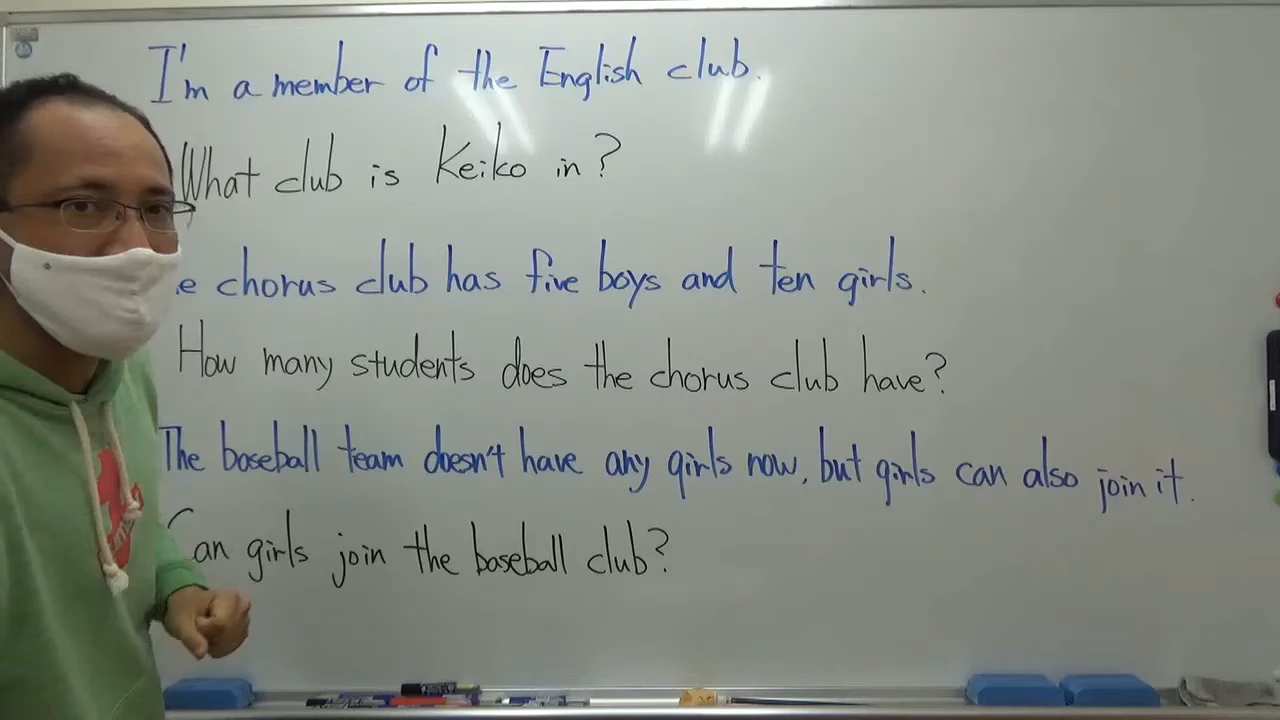 I'm a member of the English club.
What club is Keiko in?
e chorus club has five boys and ten girls.
How many students does the chorus club have?
The baseball team doesn't have any girls now, but girls can also join it.
Can girls join the baseball club?